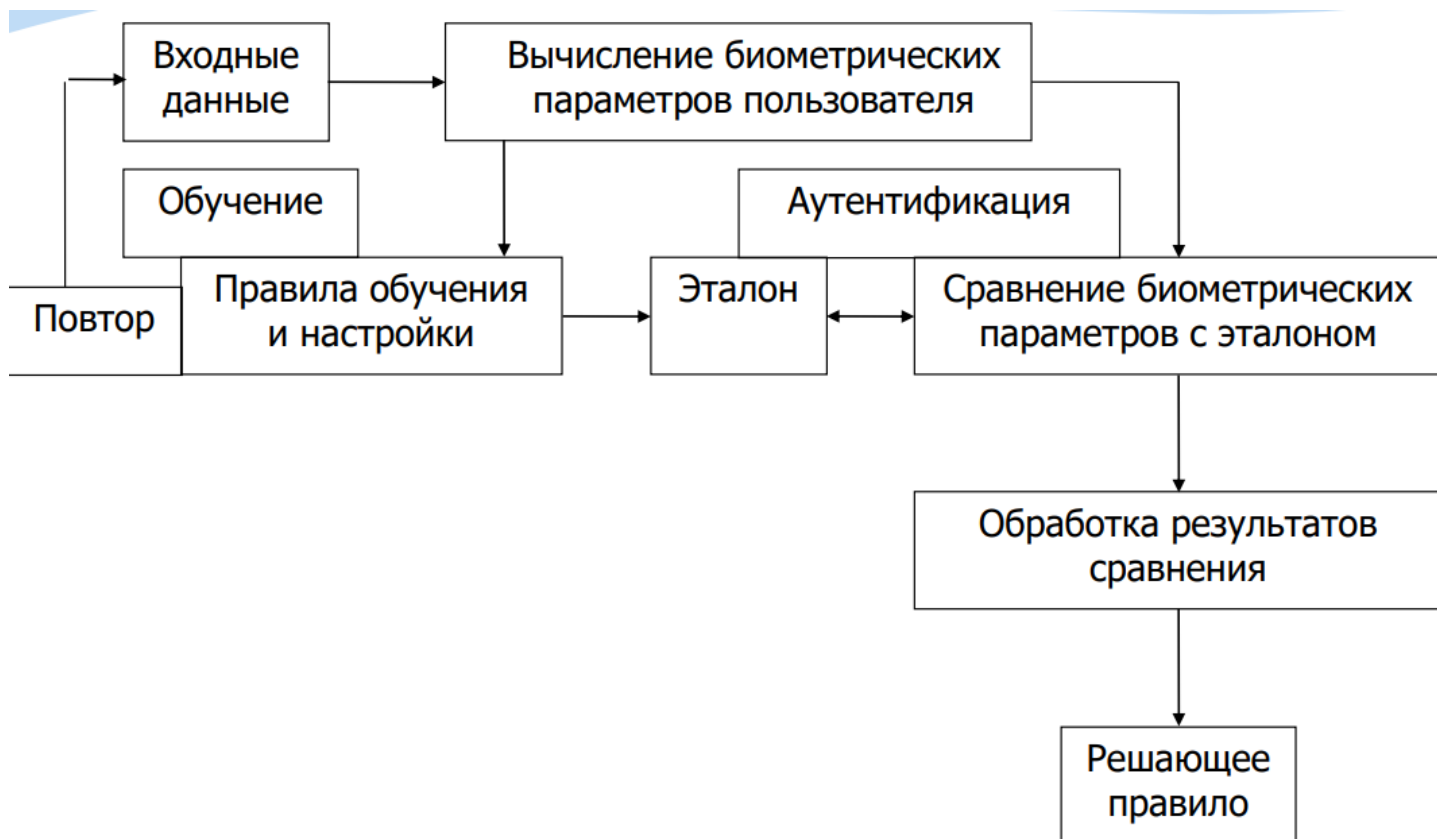 Входные
данные
Вычисление биометрических
параметров пользователя
Обучение
Аутентификация
Повтор
Правила обучения
и настройки
Эталон
Сравнение биометрических
параметров с эталоном
Обработка результатов
сравнения
Решающее
правило